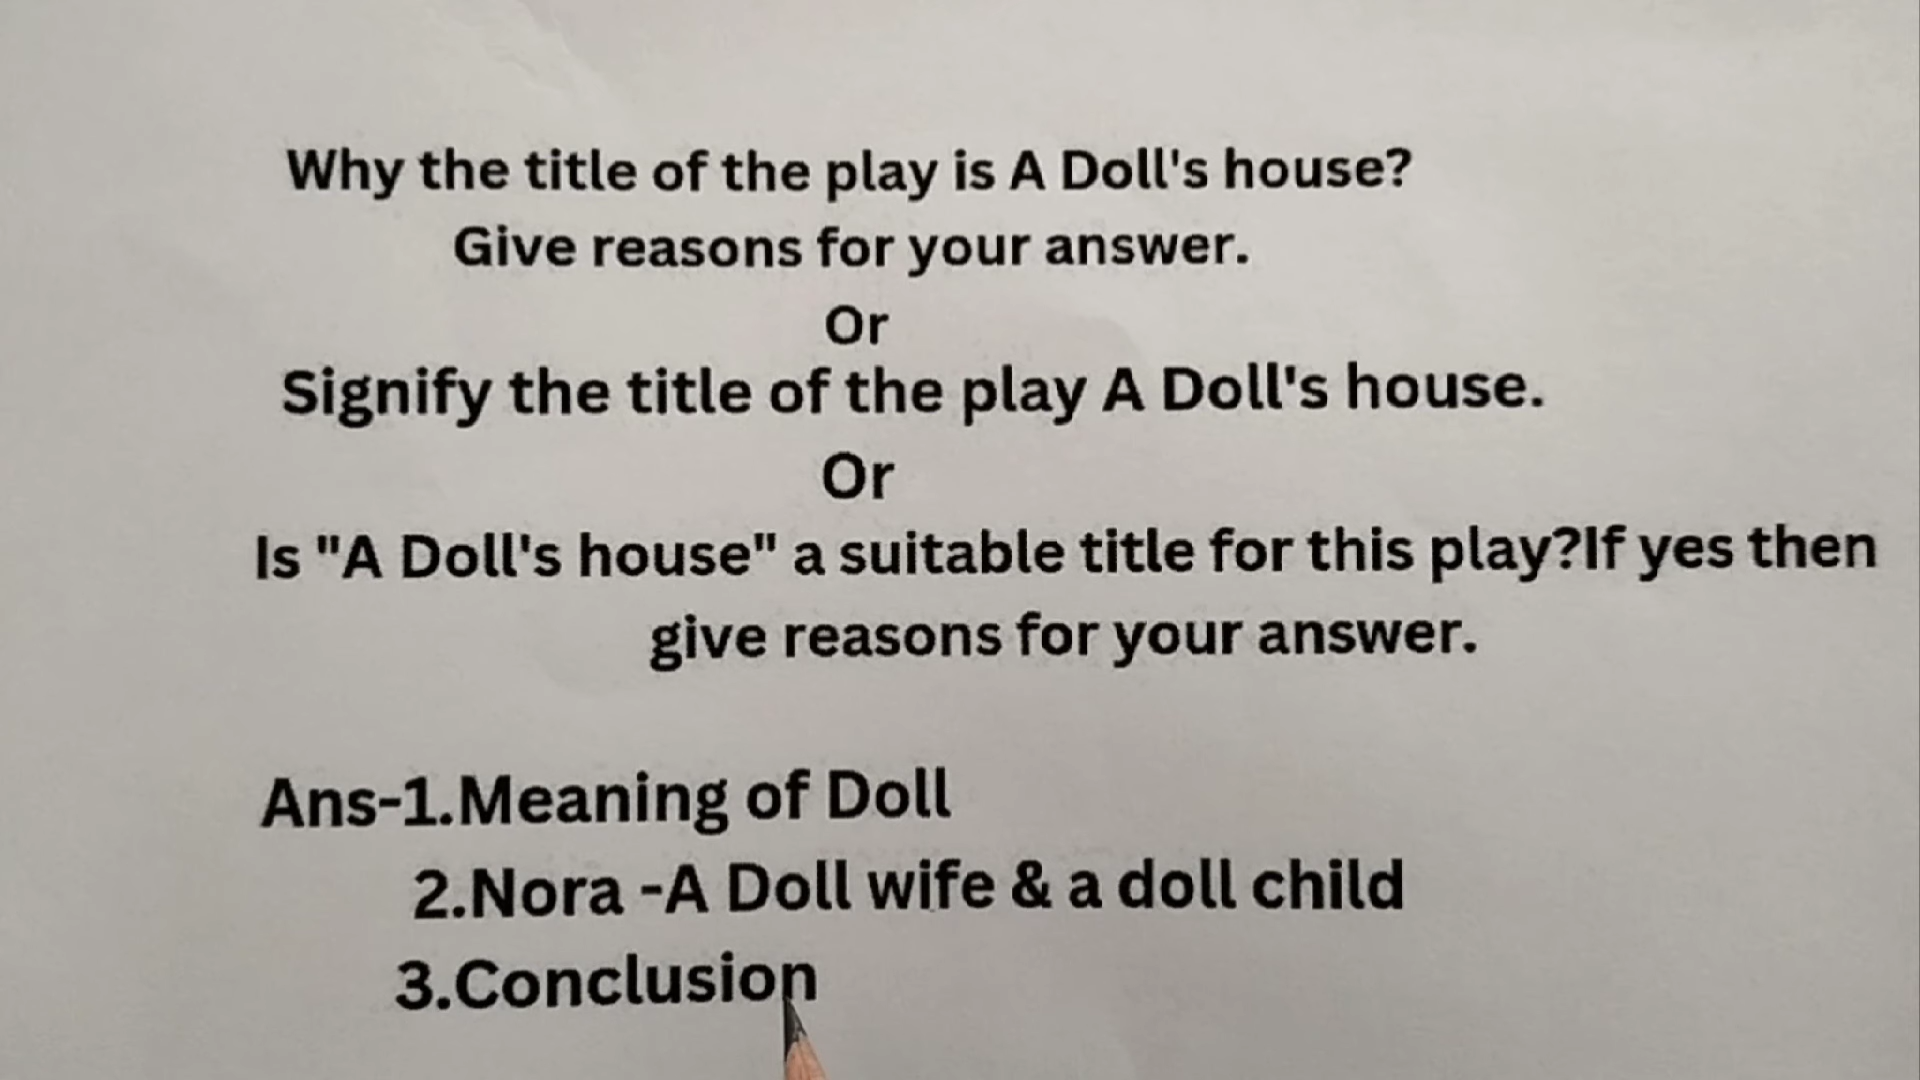 Why the title of the play is A Doll's house?
Give reasons for your answer.
Or
Signify the title of the play A Doll's house.
Or
Is "A Doll's house" a suitable title for this play?If yes then
give reasons for your answer.
Ans-1.Meaning of Doll
2.Nora -A Doll wife & a doll child
3.Conclusion